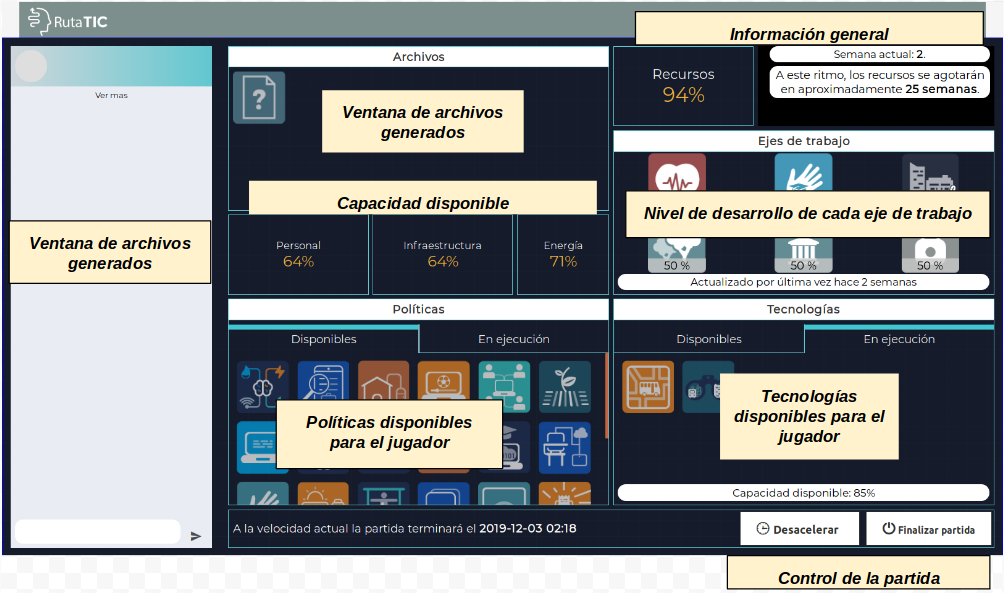 RutaTIC
Información general
Archivos
Recursos
94%
Semana actual: 2.
A este ritmo, los recursos se agotarán
en aproximadamente 25 semanas.
Ver mas
?
Ventana de archivos
generados
Ejes de trabajo
Capacidad disponible
Nivel de desarrollo de cada eje de trabajo
Ventana de archivos
generados
Personal
64%
Infraestructura
64%
Energía
71%
50 %
50 %
50 %
Actualizado por última vez hace 2 semanas
Políticas
Disponibles
En ejecución
Políticas disponibles
para el jugador
Tecnologías
Disponibles
En ejecución
Tecnologías
disponibles para el
jugador
Capacidad disponible: 85%
A la velocidad actual la partida terminará el 2019-12-03 02:18
Desacelerar
Finalizar partida
Control de la partida